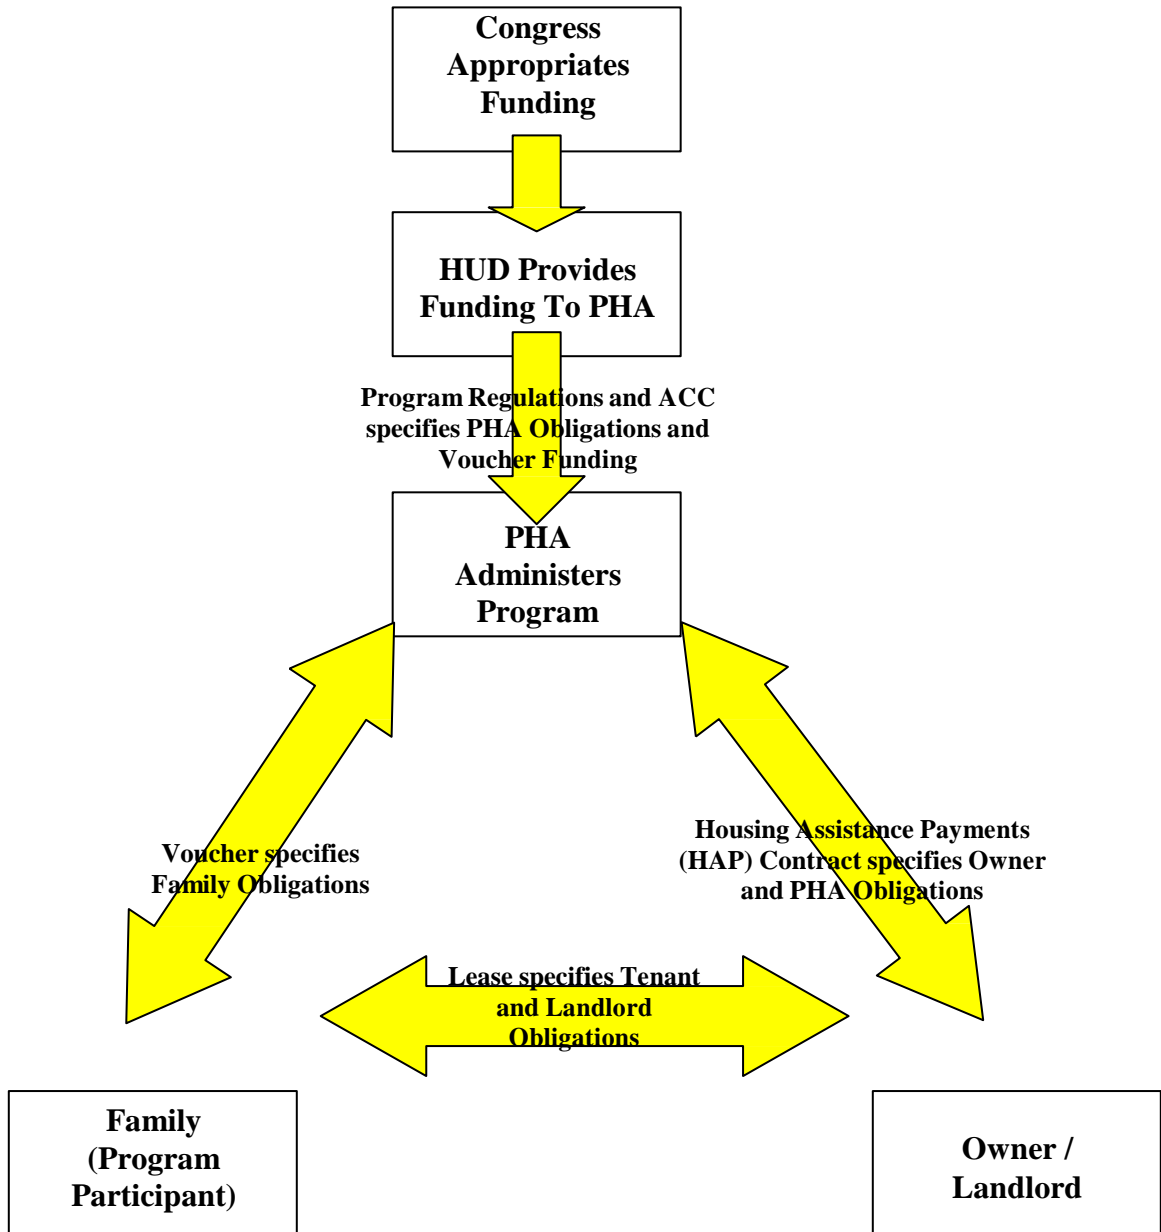 Congress
Appropriates
Funding
HUD Provides
Funding To PHA
Program Regulations and ACC
specifies PHA Obligations and
Voucher Funding
PHA
Administers
Program
Voucher specifies
Family Obligations
Housing Assistance Payments
(HAP) Contract specifies Owner
and PHA Obligations
Lease specifies Tenant
and Landlord
Obligations
Family
(Program
Participant)
Owner /
Landlord